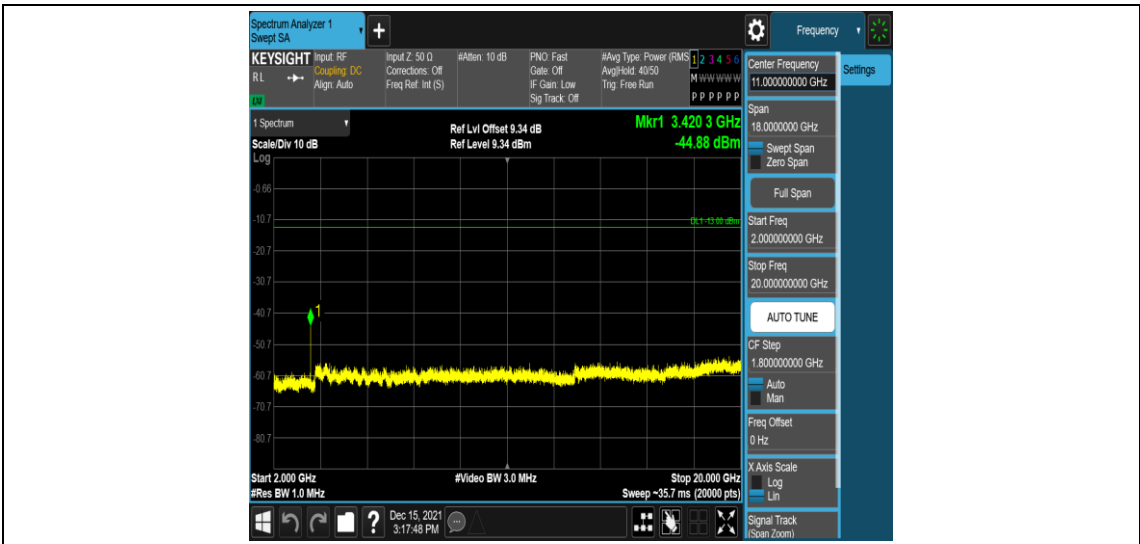 Spectrum Analyzer 1
Swept SA
+
Frequency
KEYSIGHT
RL
LXI
Input: RF
Coupling: DC
Align: Auto
Input Z: 50 Ω
Corrections: Off
Freq Ref: Int (S)
#Atten: 10 dB
PNO: Fast
Gate: Off
IF Gain: Low
Sig Track: Off
#Avg Type: Power (RMS
Avg|Hold: 40/50
Trig: Free Run
1 2 3 4 5 6
M W W W W W
P P P P P P
1 Spectrum
Scale/Div 10 dB
Log
Ref Lvl Offset 9.34 dB
Ref Level 9.34 dBm
Mkr1 3.420 3 GHz
-44.88 dBm
-0.66
-10.7
DL1 -13.00 dBm
-20.7
-30.7
-40.7
1
-50.7
-60.7
-70.7
-80.7
Start 2.000 GHz
#Res BW 1.0 MHz
#Video BW 3.0 MHz
Stop 20.000 GHz
Sweep ~35.7 ms (20000 pts)
?
Dec 15, 2021
3:17:48 PM
Center Frequency
11.000000000 GHz
Settings
Span
18.0000000 GHz
Swept Span
Zero Span
Full Span
Start Freq
2.000000000 GHz
Stop Freq
20.000000000 GHz
AUTO TUNE
CF Step
1.800000000 GHz
Auto
Man
Freq Offset
0 Hz
X Axis Scale
Log
Lin
Signal Track
(Span Zoom)